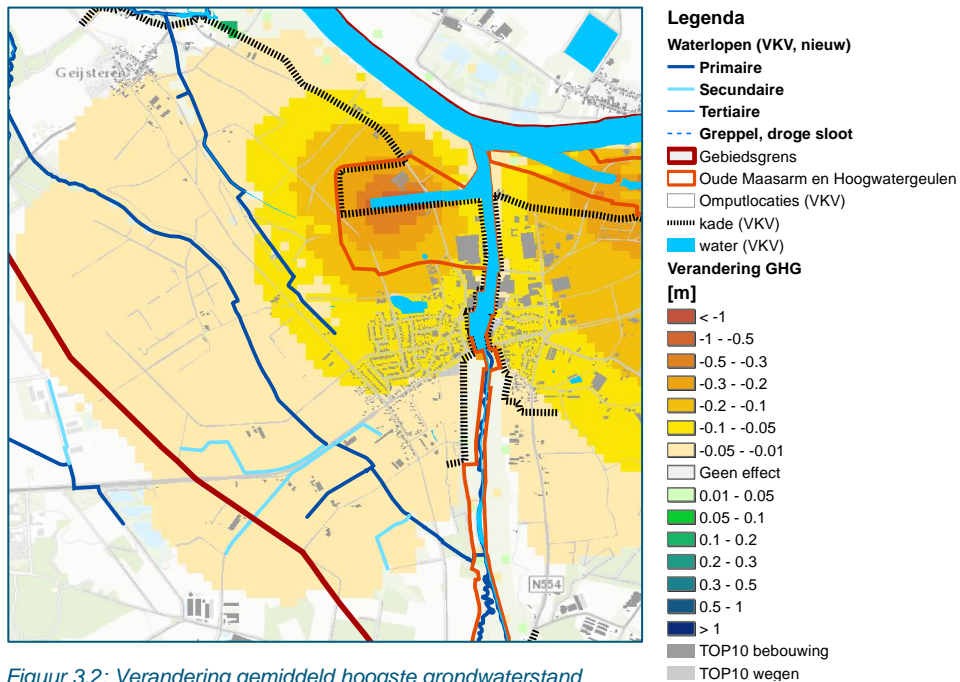 Geijsteren
N554
Legenda
Waterlopen (VKV, nieuw)
Primaire
Secundaire
Tertiaire
Greppel, droge sloot
Gebiedsgrens
Oude Maasarm en Hoogwatergeulen
Omputlocaties (VKV)
kade (VKV)
water (VKV)
Verandering GHG
[m]
< -1
-1 - -0.5
-0.5 - -0.3
-0.3 - -0.2
-0.2 - -0.1
-0.1 - -0.05
-0.05 - -0.01
Geen effect
0.01 - 0.05
0.05 - 0.1
0.1 - 0.2
0.2 - 0.3
0.3 - 0.5
0.5 - 1
> 1
TOP10 bebouwing
TOP10 wegen
Figuur 3.2: Verandering gemiddeld hoogste grondwaterstand